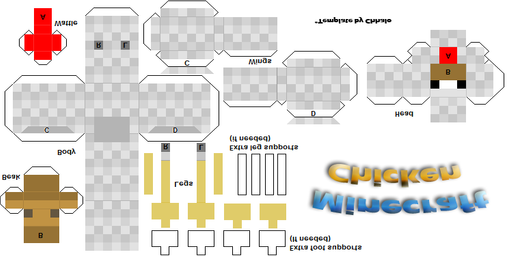 Extra foot supports
(if needed)
B
Minecraft
Chicken
Legs
Beak
Body
R L
Extra leg supports
(if needed)
C
D
Head
D
B
Wings
C
A
R L
Wattle
*Template by
A